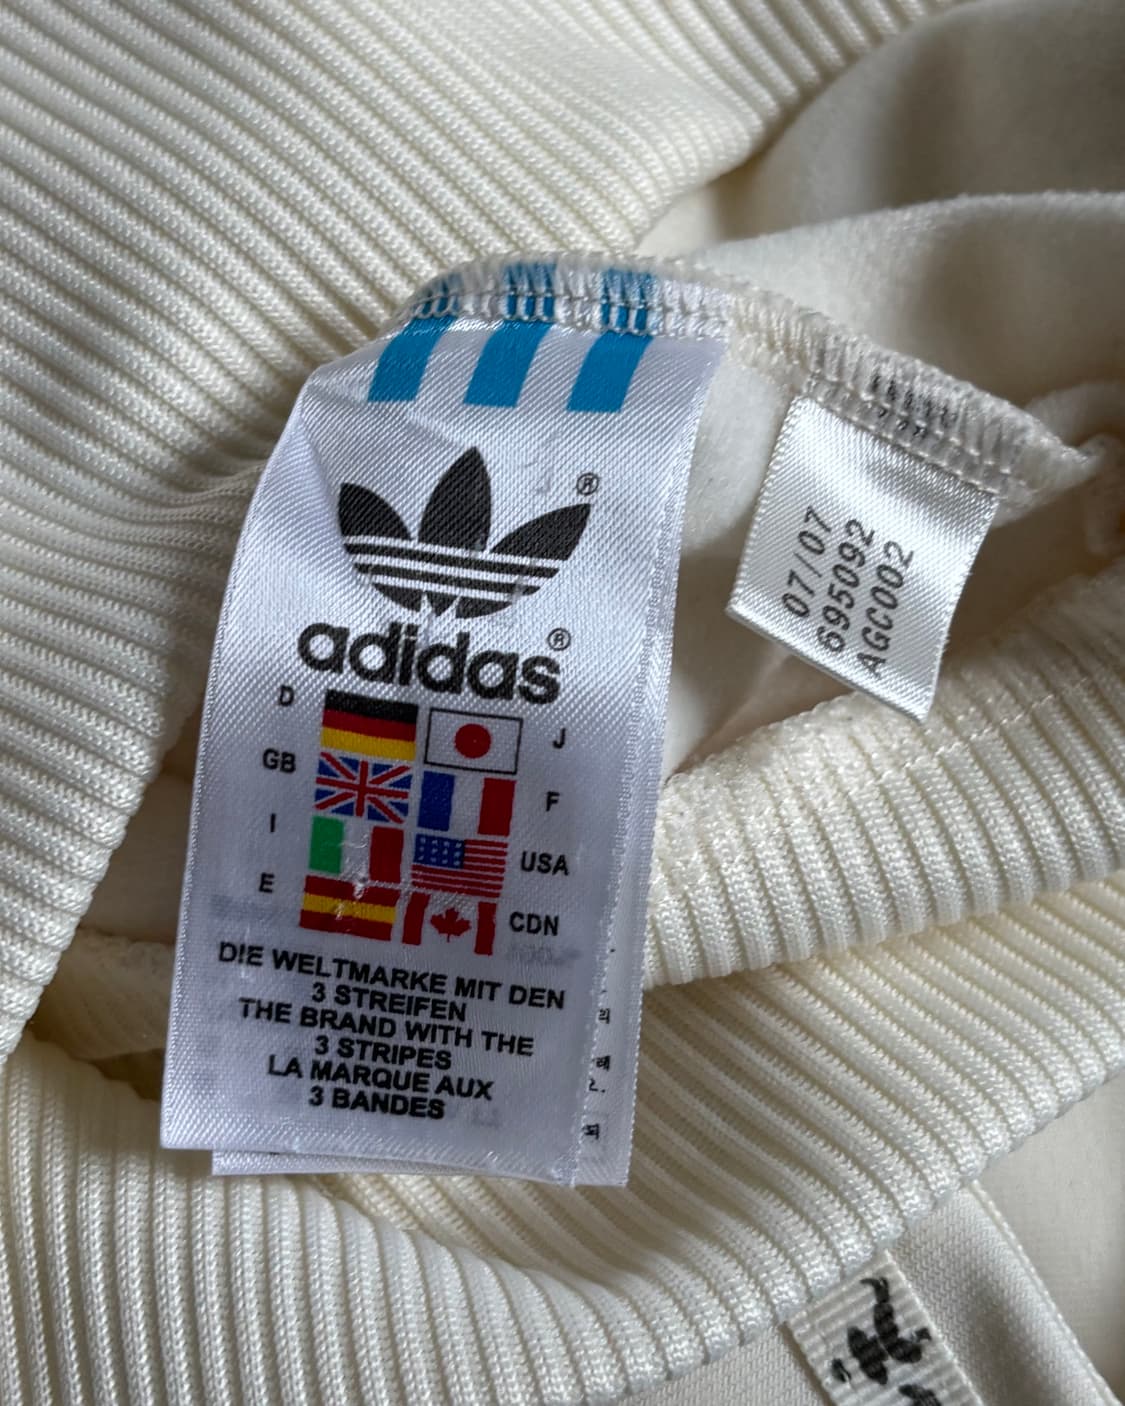 ®
adidas®
D
J
GB
F
I
USA
E
CDN
DIE WELTMARKE MIT DEN
3 STREIFEN
THE BRAND WITH THE
3 STRIPES
LA MARQUE AUX
3 BANDES
07/07
695092
AGC002